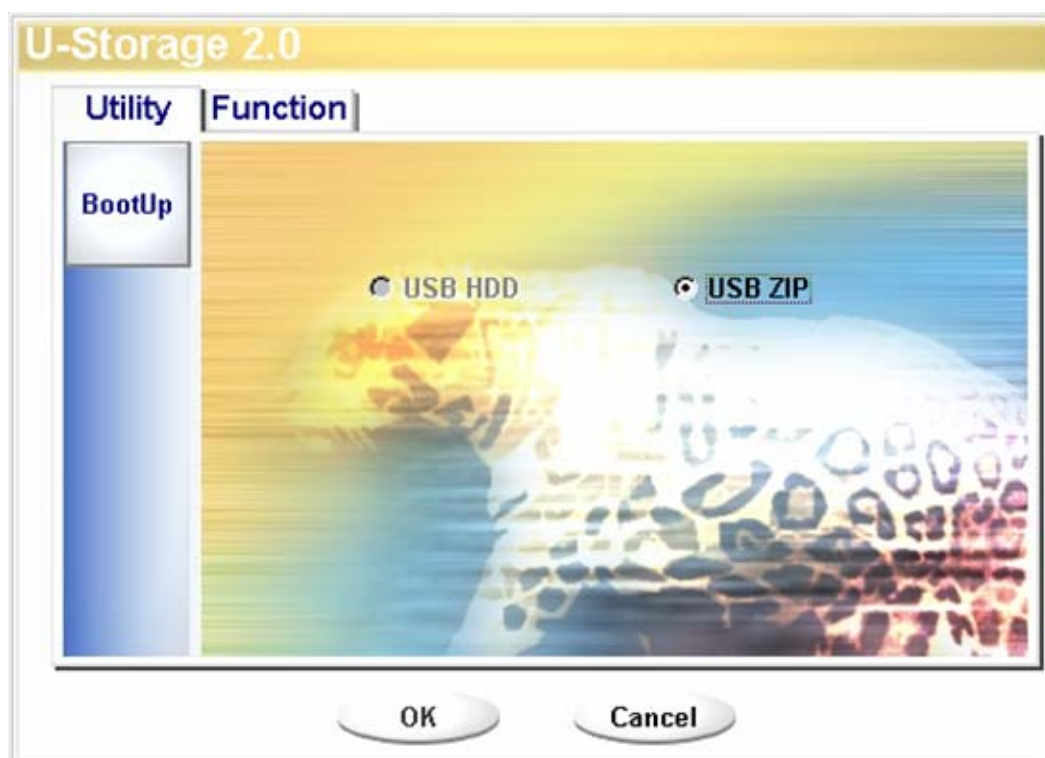 U-Storage 2.0
Utility Function
BootUp
USB HDD USB ZIP
OK Cancel